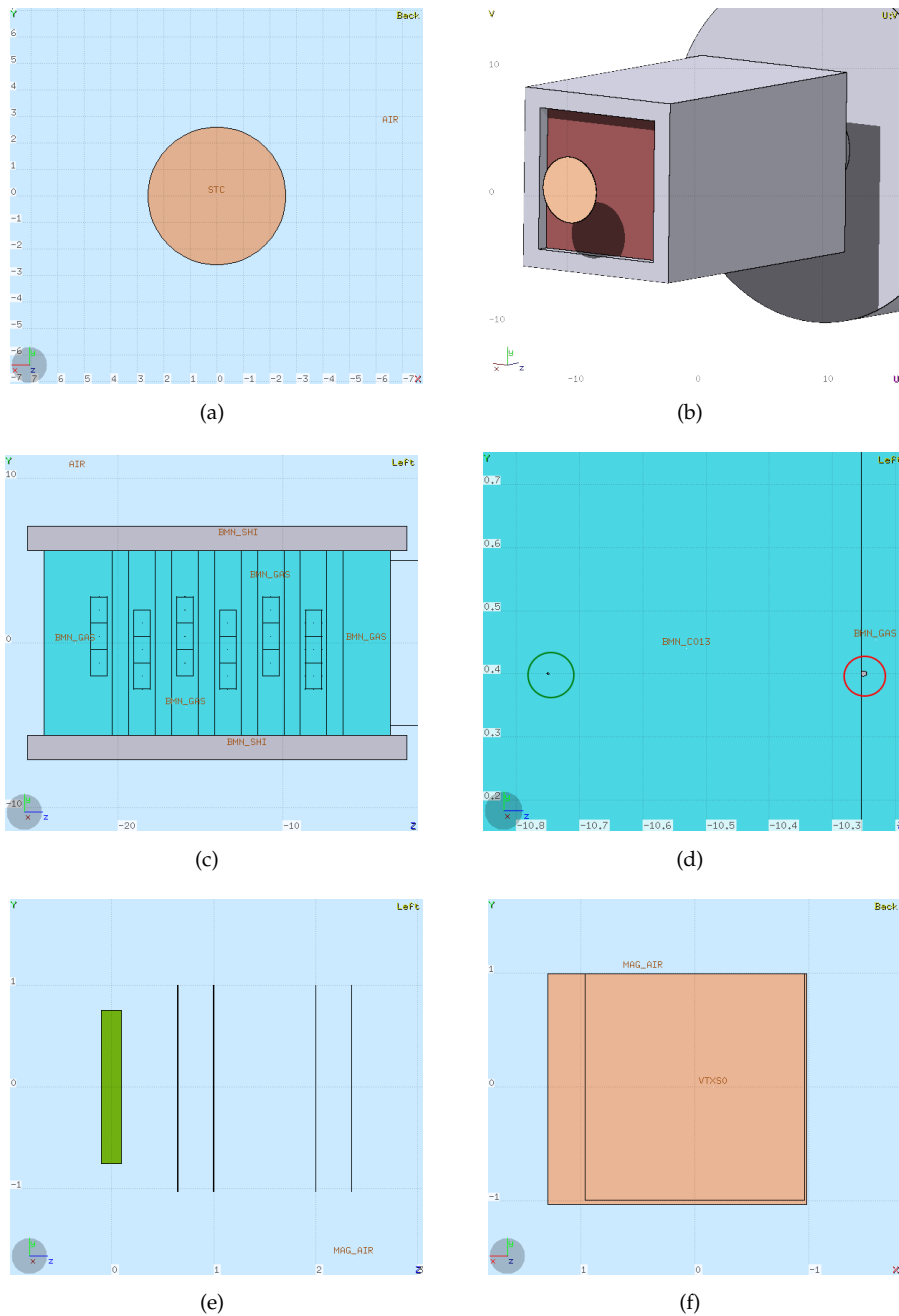 Y
Back
6
5
4
3
2
1
0
-1
-2
-3
-4
-5
-6
-7
AIR
STC
y
x
z
7
6
5
4
3
2
1
0
-1
-2
-3
-4
-5
-6
-7
X
(a)
V
U:V
10
0
-10
y
x
z
-10
0
10
U
(b)
Y
Left
10
AIR
BMN_SHI
BMN_GAS
0
BMN_GAS
BMN_GAS
BMN_GAS
BMN_SHI
-10
x
z
-20
-10
Z
(c)
Y
Left
0.7
0.6
0.5
BMN_C013
BMN_GAS
0.4
0.3
0.2
y
x
z
-10.8
-10.7
-10.6
-10.5
-10.4
-10.3
(d)
Y
Left
1
0
-1
MAG_AIR
y
x
z
0
1
2
3
Z
(e)
Y
Back
MAG_AIR
1
VTXS0
0
-1
y
x
z
1
0
-1
X
(f)